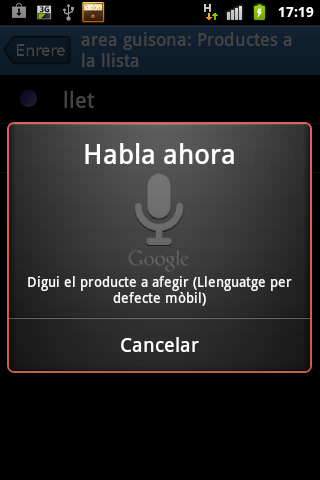 3G
H
17:19
Enrere
area guisona: Productes a
la llista
llet
Habla ahora
Google
Digui el producte a afegir (Llenguatge per
defecte mòbil)
Cancelar